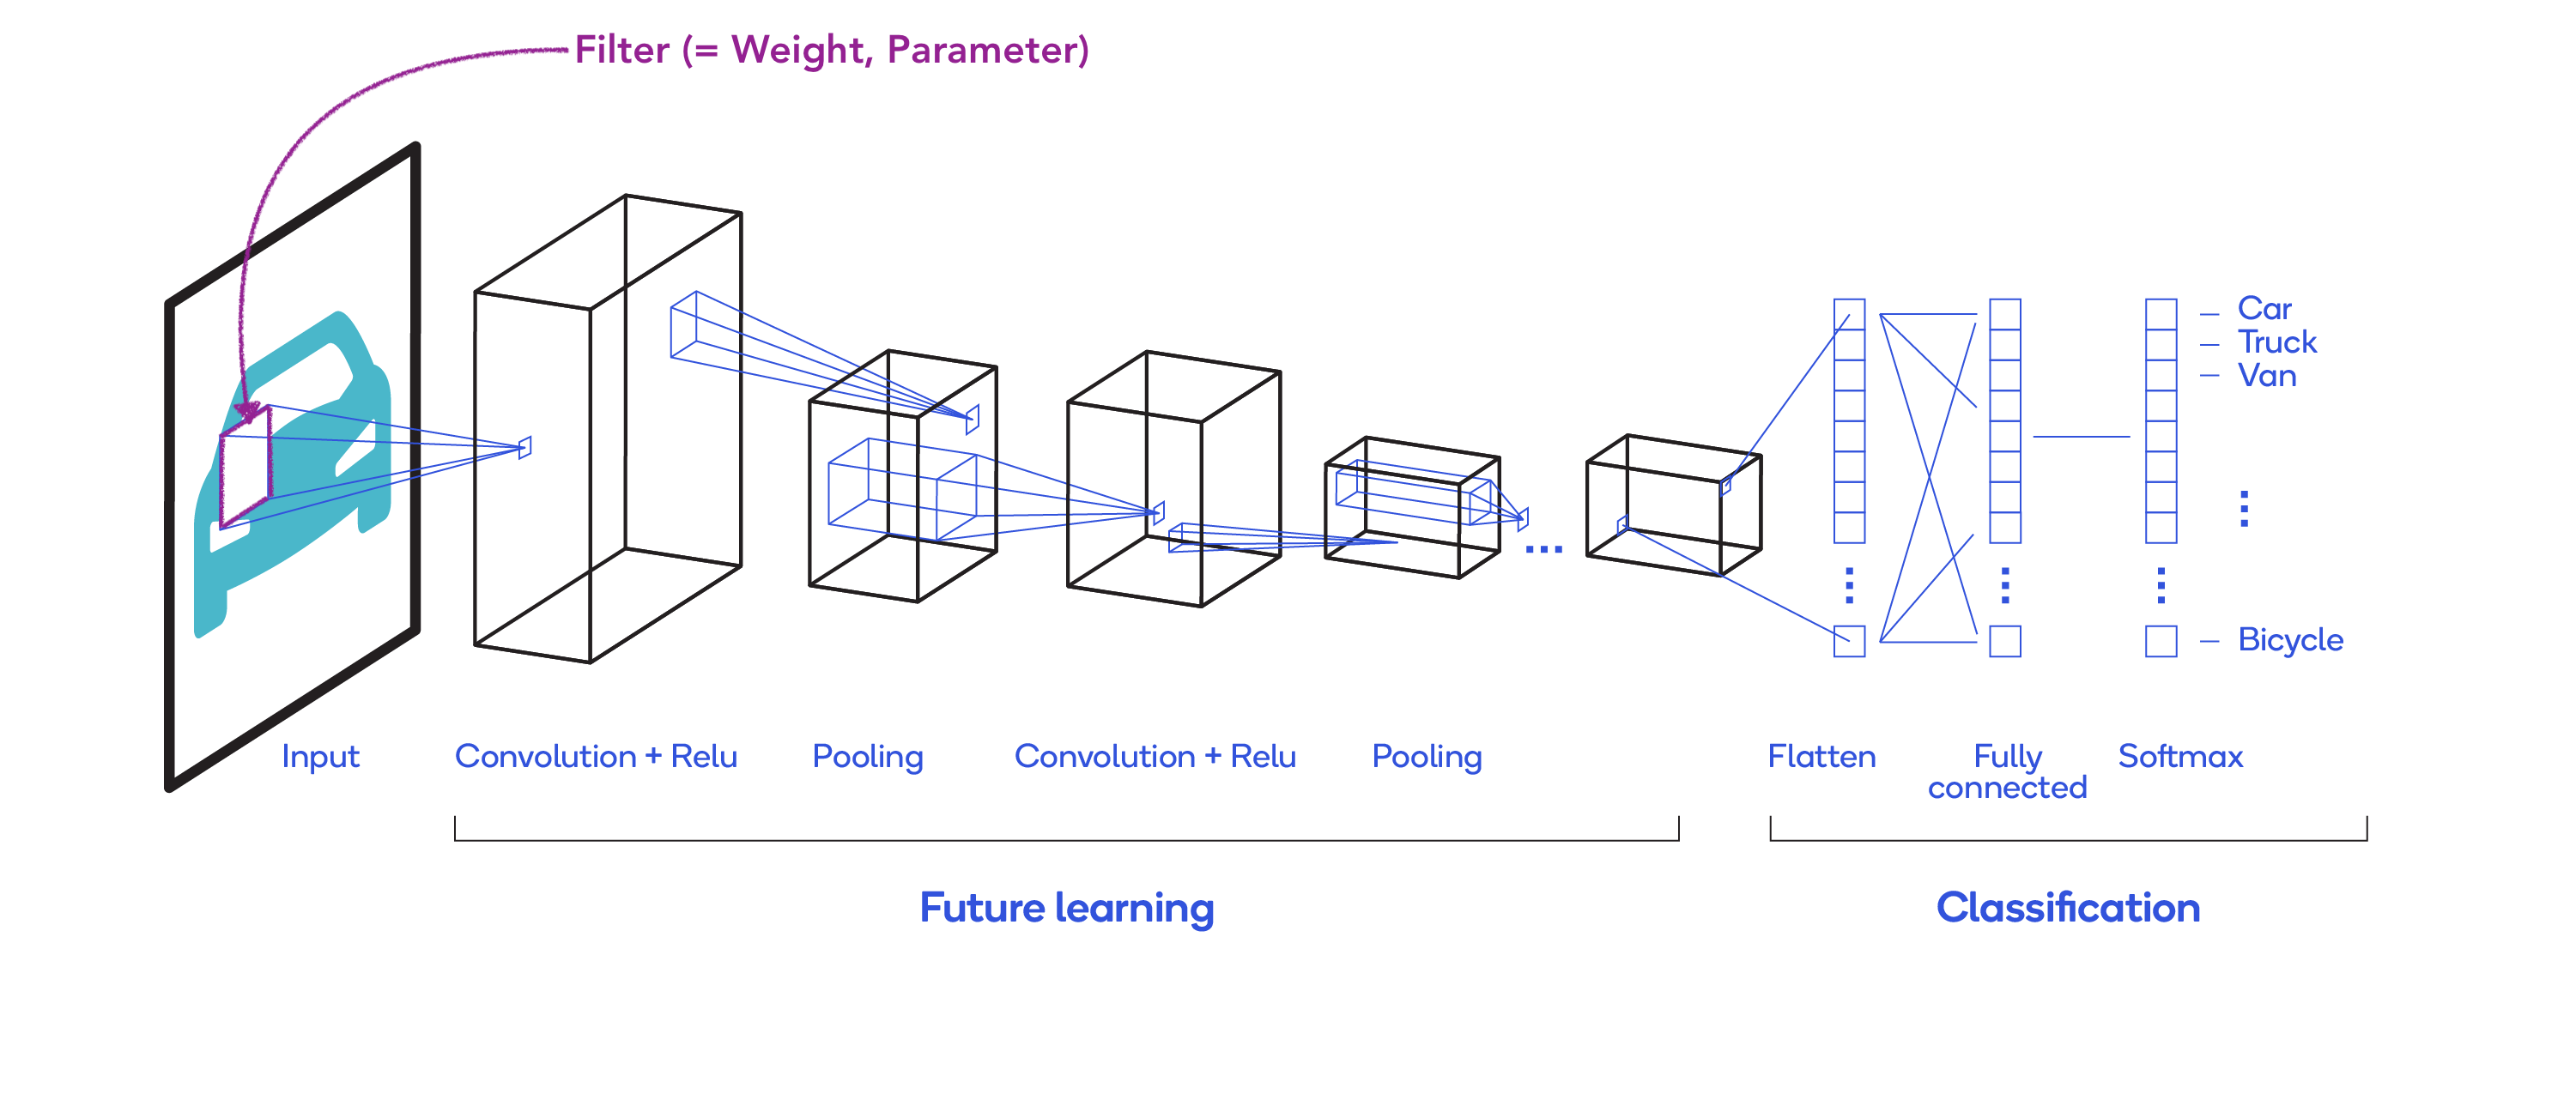 Filter (= Weight, Parameter)
Car
Truck
Van
Bicycle
Input
Convolution + Relu
Pooling
Convolution + Relu
Pooling
Flatten
Fully
connected
Softmax
Future learning
Classification